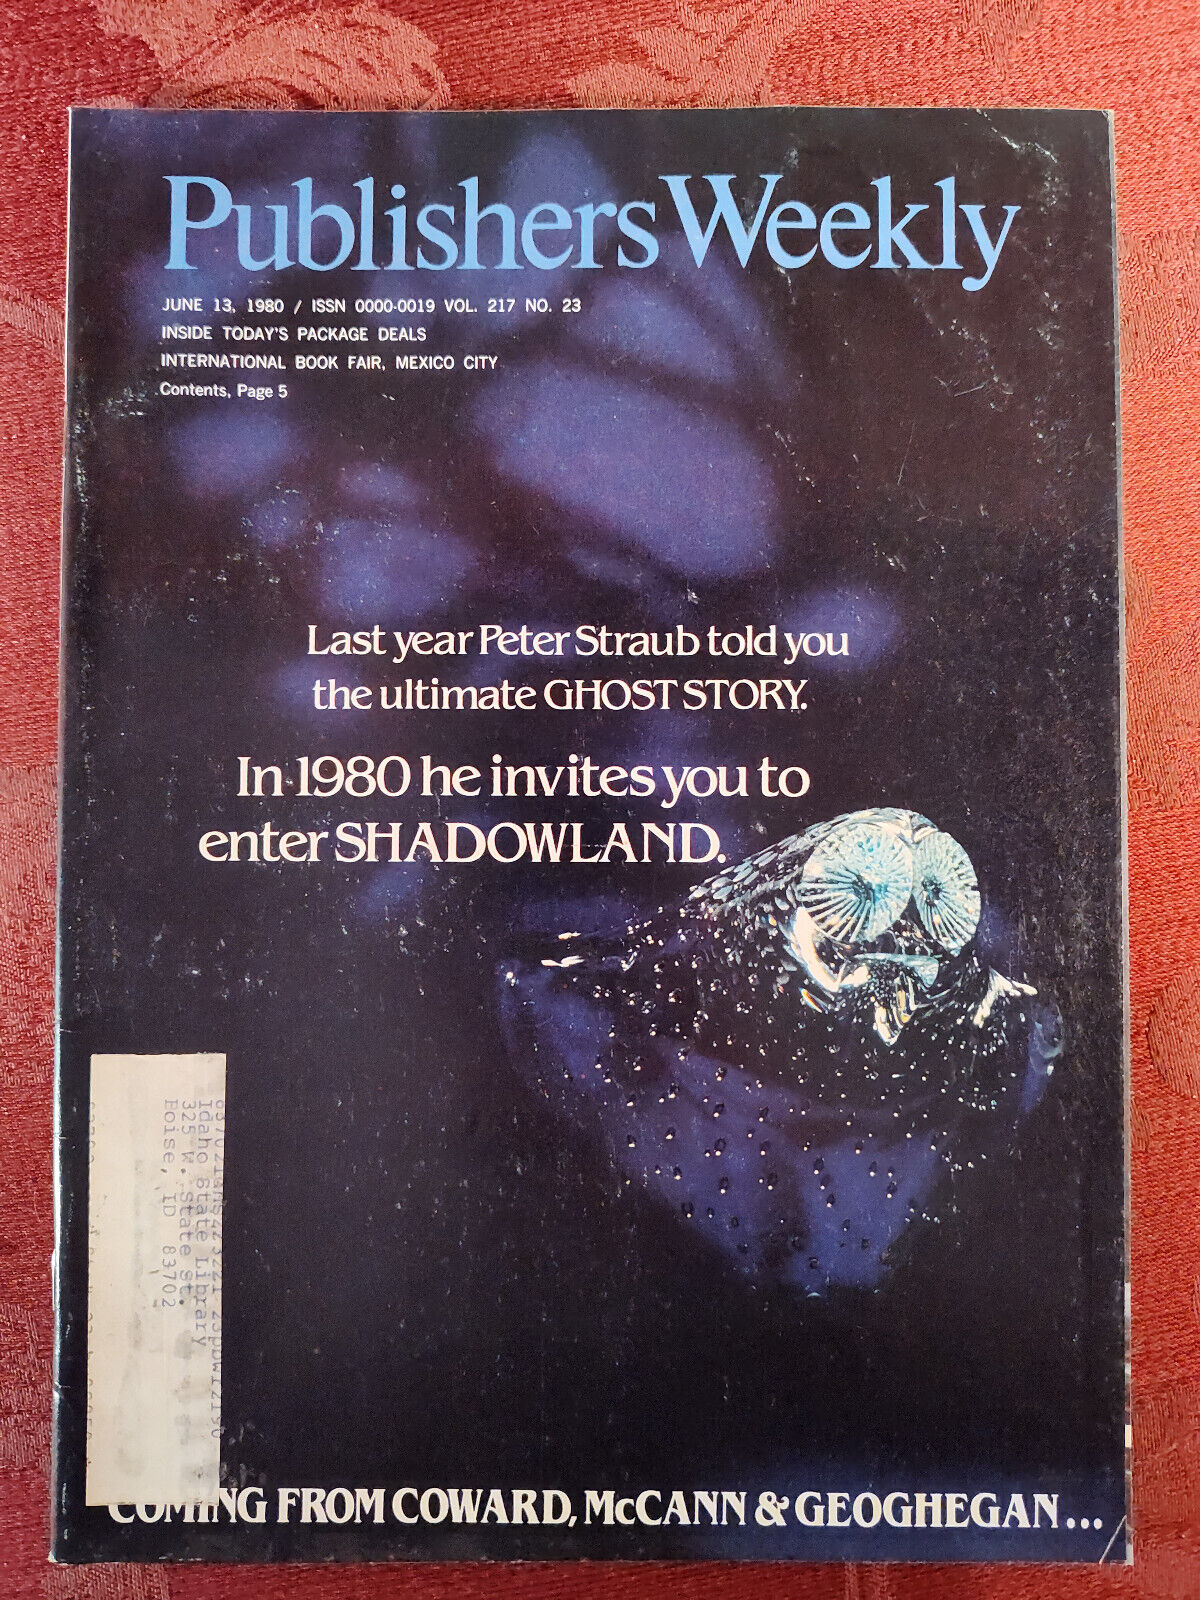 Publishers Weekly
JUNE 13, 1980 / ISSN 0000-0019 VOL. 217 NO. 23
INSIDE TODAY'S PACKAGE DEALS
INTERNATIONAL BOOK FAIR, MEXICO CITY
Contents, Page 5
Last year Peter Straub told you
the ultimate GHOST STORY.
In 1980 he invites you to
enter SHADOWLAND.
Idaho State Library
325 W. State St.
Boise, ID 83702
COMING FROM COWARD, McCANN & GEOGHEGAN...